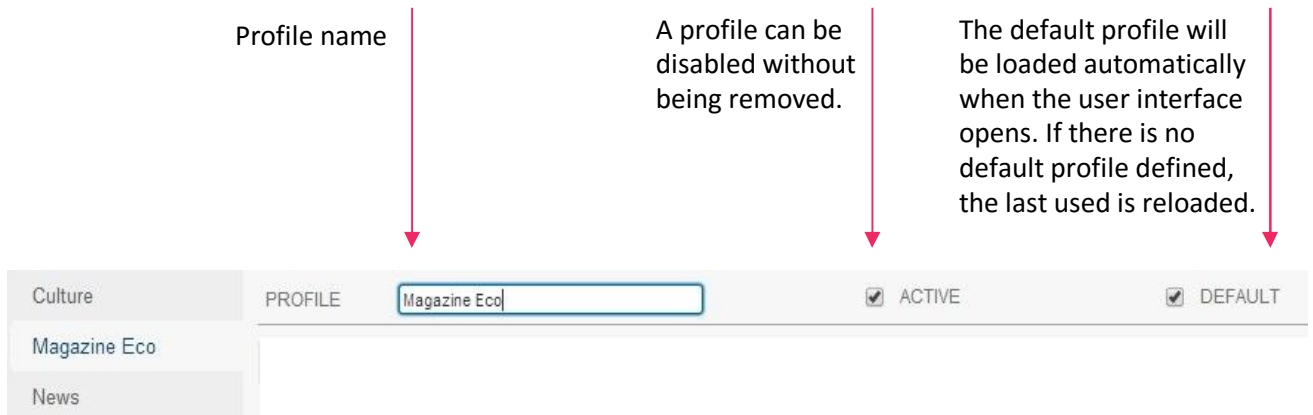 Profile name
A profile can be
disabled without
being removed.
The default profile will
be loaded automatically
when the user interface
opens. If there is no
default profile defined,
the last used is reloaded.
Culture
Magazine Eco
News
PROFILE
Magazine Eco
ACTIVE
DEFAULT